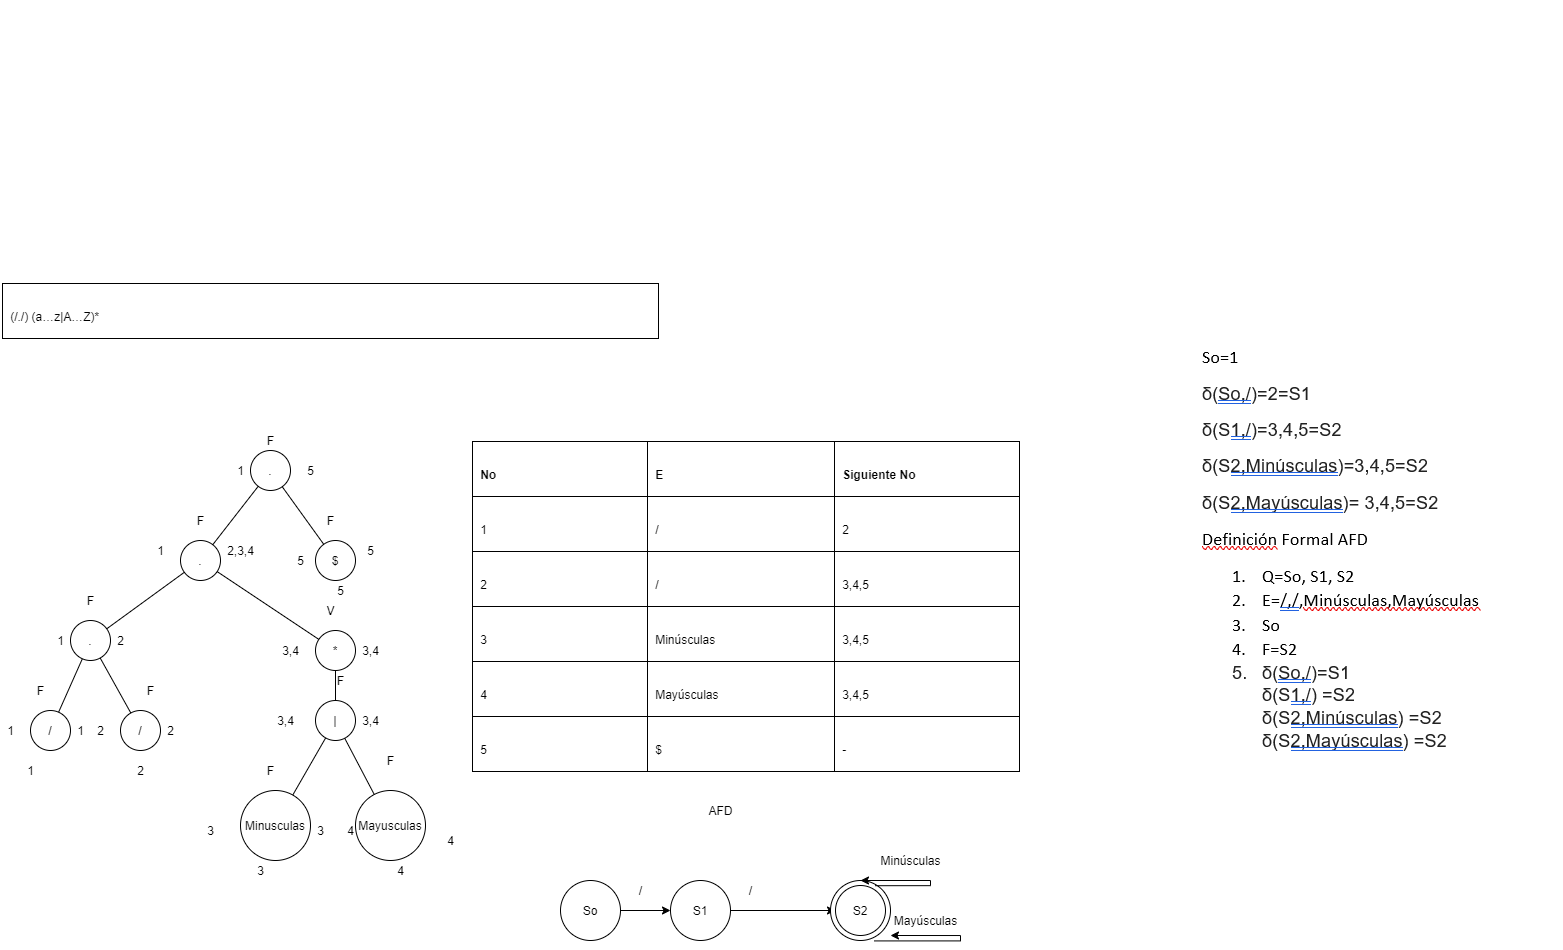 (/./) (a...z|A...Z)*
F
1 . 5
F F
1 . 2,3,4 5 $ 5
5
F V
1 . 2 3,4 * 3,4
F
F F 3,4 | 3,4
1 / 1 2 / 2
1 2 F F
3 Minusculas 3 4 Mayusculas 4
3 4
No E Siguiente No
1 / 2
2 / 3,4,5
3 Minúsculas 3,4,5
4 Mayúsculas 3,4,5
5 $ -
AFD
Minúsculas
/ /
So S1 S2
Mayúsculas
So=1
δ(So,/)=2=S1
δ(S1,/)=3,4,5=S2
δ(S2,Minúsculas)=3,4,5=S2
δ(S2,Mayúsculas)= 3,4,5=S2
Definición Formal AFD
1. Q=So, S1, S2
2. E=/,/,Minúsculas,Mayúsculas
3. So
4. F=S2
5. δ(So,/)=S1
δ(S1,/) =S2
δ(S2,Minúsculas) =S2
δ(S2,Mayúsculas) =S2